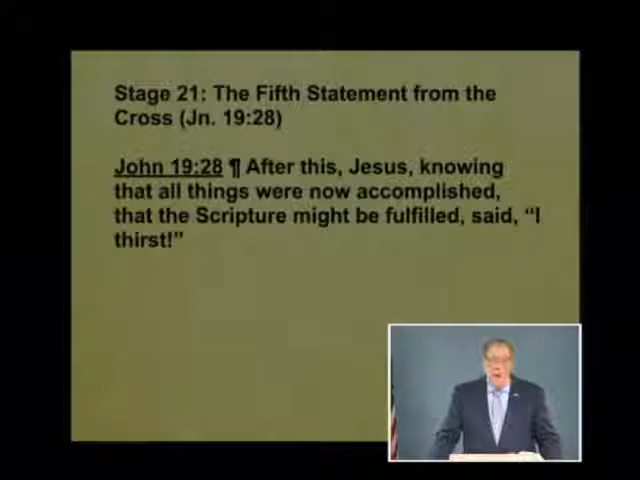 Stage 21: The Fifth Statement from the
Cross (Jn. 19:28)
John 19:28 ¶ After this, Jesus, knowing
that all things were now accomplished,
that the Scripture might be fulfilled, said, “I
thirst!”